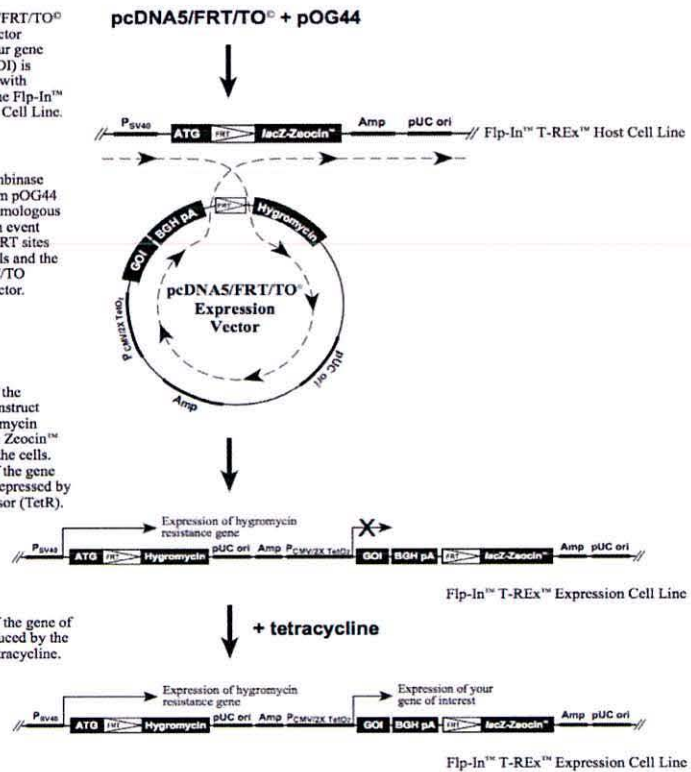 /FRT/TO©
ctor
ur gene
OI) is
with
ne Flp-In™
Cell Line.
pcDNA5/FRT/TO© + pOG44
PSV40
ATG FRT lacZ-Zeocin™
Amp pUC ori
Flp-In™ T-REx™ Host Cell Line
mbinase
m pOG44
mologous
n event
FRT sites
ls and the
T/TO
ctor.
GOI BGH pA FRT Hygromycin
pcDNA5/FRT/TO©
Expression
Vector
PCMV/2X TetO2
Amp
pUC ori
the
nstruct
mycin
Zeocin™
the cells.
f the gene
epressed by
sor (TetR).
Expression of hygromycin
resistance gene
X
PSV40 ATG FRT Hygromycin pUC ori Amp PCMV/2X TetO2 GOI BGH pA FRT lacZ-Zeocin™ Amp pUC ori
Flp-In™ T-REx™ Expression Cell Line
f the gene of
uced by the
tracycline.
+ tetracycline
Expression of hygromycin
resistance gene
Expression of your
gene of interest
PSV40 ATG FRT Hygromycin pUC ori Amp PCMV/2X TetO2 GOI BGH pA FRT lacZ-Zeocin™ Amp pUC ori
Flp-In™ T-REx™ Expression Cell Line